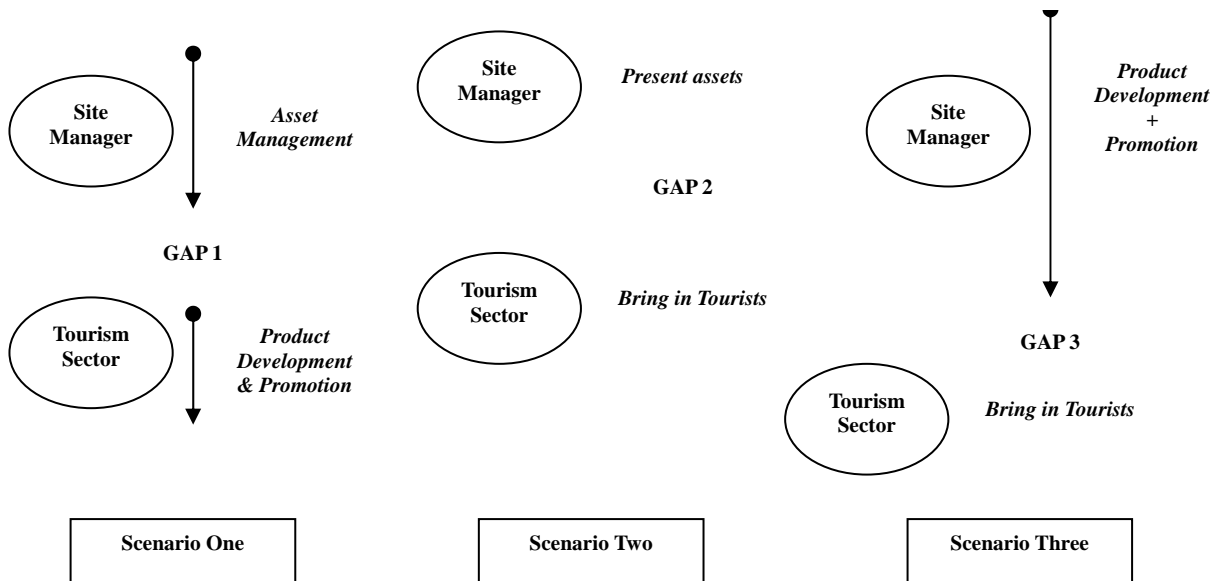 Site
Manager
Asset
Management
GAP 1
Tourism
Sector
Product
Development
& Promotion
Scenario One
Site
Manager
Present assets
GAP 2
Tourism
Sector
Bring in Tourists
Scenario Two
Site
Manager
Product
Development
+
Promotion
GAP 3
Tourism
Sector
Bring in Tourists
Scenario Three